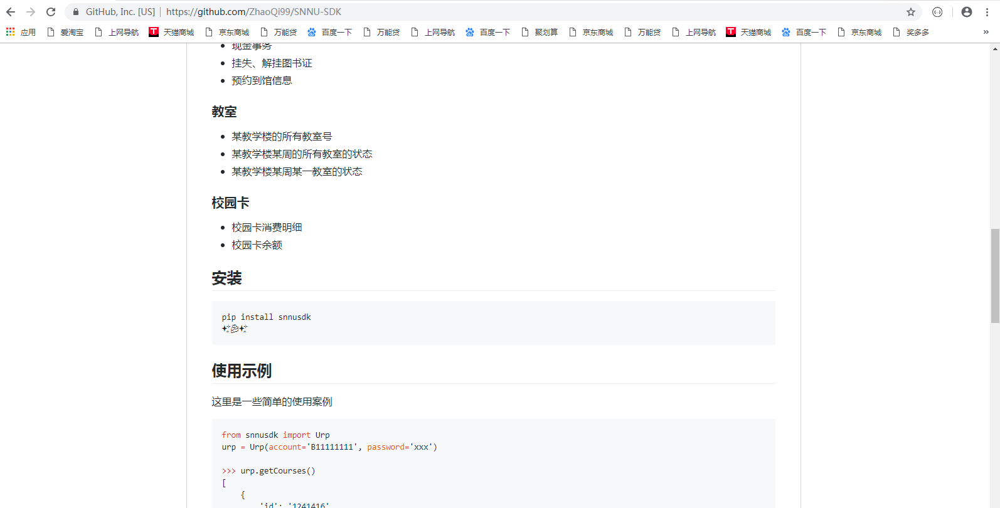 GitHub, Inc. [US] | https://github.com/ZhaoQi99/SNNU-SDK
应用 爱淘宝 上网导航 天猫商城 京东商城 万能贷 百度一下 万能贷 上网导航 百度一下 聚划算 京东商城 万能贷 上网导航 天猫商城 百度一下 京东商城 奖多多 »
现金事务
挂失、解挂图书证
预约到馆信息
教室
某教学楼的所有教室号
某教学楼某周的所有教室的状态
某教学楼某周某一教室的状态
校园卡
校园卡消费明细
校园卡余额
安装
pip install snnusdk
✨🍰✨
使用示例
这里是一些简单的使用案例
from snnusdk import Urp
urp = Urp(account='B11111111', password='xxx')
>>> urp.getCourses()
[
{
'id': '1241416'